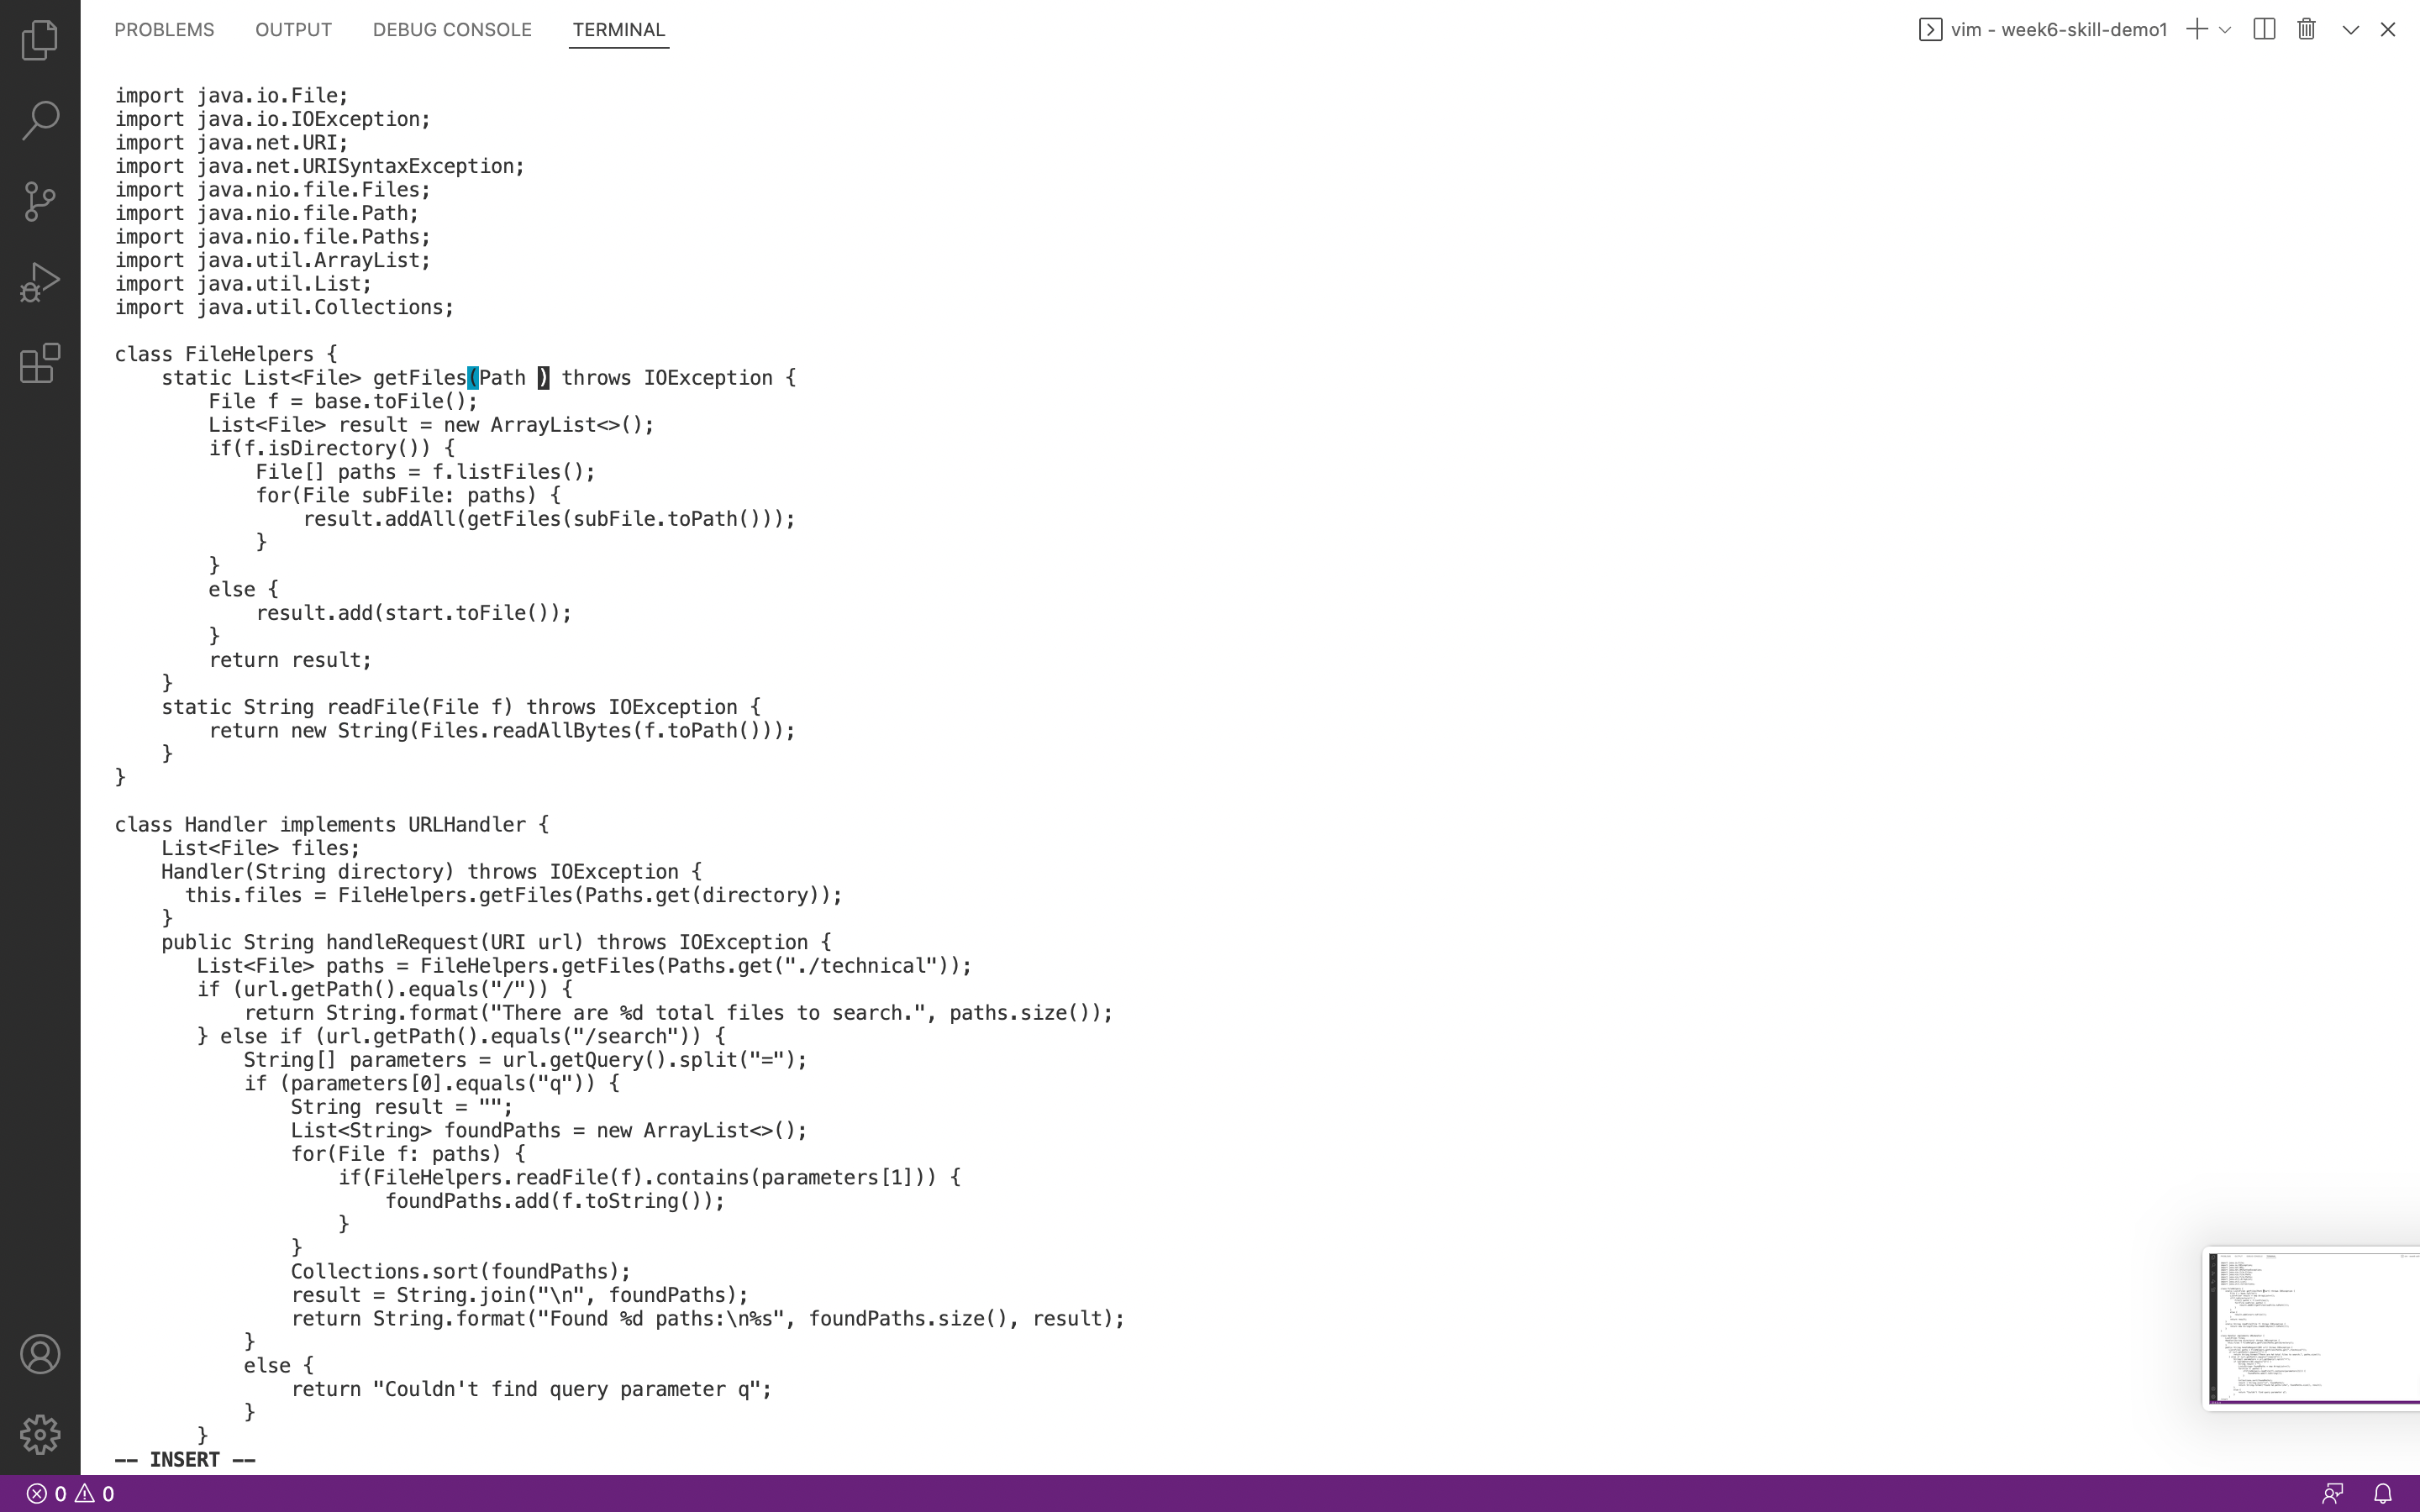 PROBLEMS OUTPUT DEBUG CONSOLE TERMINAL vim - week6-skill-demo1
import java.io.File;
import java.io.IOException;
import java.net.URI;
import java.net.URISyntaxException;
import java.nio.file.Files;
import java.nio.file.Path;
import java.nio.file.Paths;
import java.util.ArrayList;
import java.util.List;
import java.util.Collections;

class FileHelpers {
    static List<File> getFiles(Path ) throws IOException {
        File f = base.toFile();
        List<File> result = new ArrayList<>();
        if(f.isDirectory()) {
            File[] paths = f.listFiles();
            for(File subFile: paths) {
                result.addAll(getFiles(subFile.toPath()));
            }
        }
        else {
            result.add(start.toFile());
        }
        return result;
    }
    static String readFile(File f) throws IOException {
        return new String(Files.readAllBytes(f.toPath()));
    }
}

class Handler implements URLHandler {
    List<File> files;
    Handler(String directory) throws IOException {
      this.files = FileHelpers.getFiles(Paths.get(directory));
    }
    public String handleRequest(URI url) throws IOException {
       List<File> paths = FileHelpers.getFiles(Paths.get("./technical"));
       if (url.getPath().equals("/")) {
           return String.format("There are %d total files to search.", paths.size());
       } else if (url.getPath().equals("/search")) {
           String[] parameters = url.getQuery().split("=");
           if (parameters[0].equals("q")) {
               String result = "";
               List<String> foundPaths = new ArrayList<>();
               for(File f: paths) {
                   if(FileHelpers.readFile(f).contains(parameters[1])) {
                       foundPaths.add(f.toString());
                   }
               }
               Collections.sort(foundPaths);
               result = String.join("\n", foundPaths);
               return String.format("Found %d paths:\n%s", foundPaths.size(), result);
           }
           else {
               return "Couldn't find query parameter q";
           }
       }
-- INSERT --
0 0